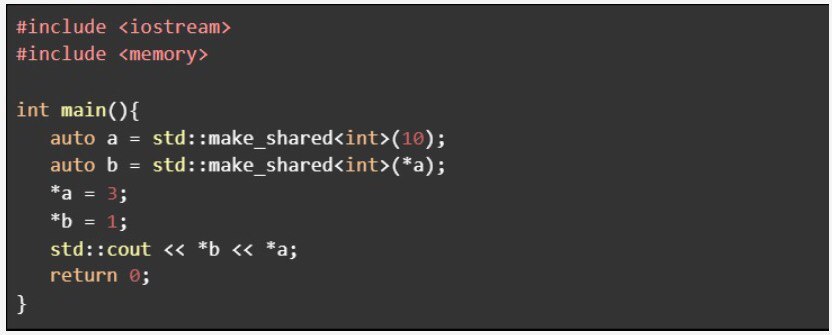 #include <iostream>
#include <memory>
int main(){
auto a = std::make_shared<int>(10);
auto b = std::make_shared<int>(*a);
*a = 3;
*b = 1;
std::cout << *b << *a;
return 0;
}